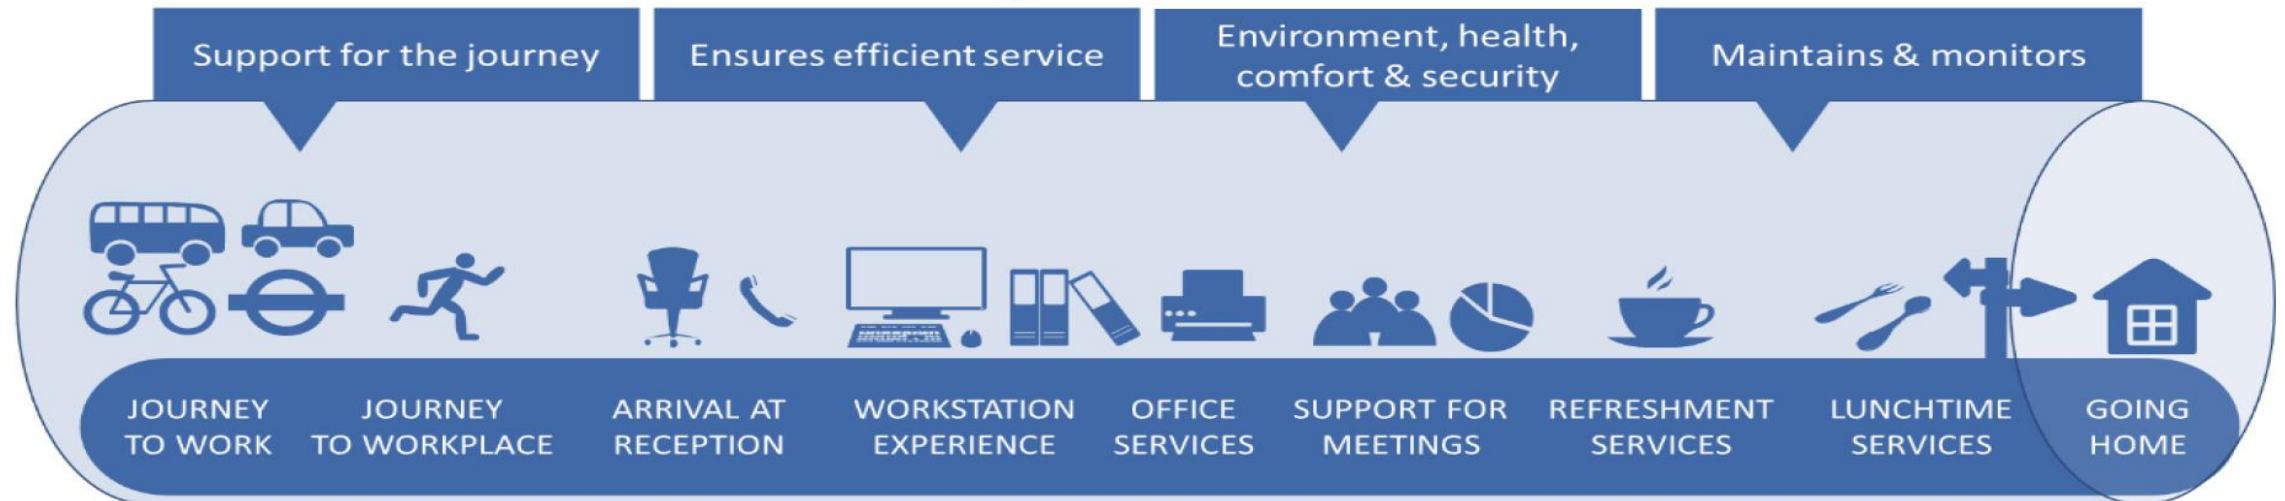 Support for the journey
Ensures efficient service
Environment, health,
comfort & security
Maintains & monitors
JOURNEY
TO WORK
JOURNEY
TO WORKPLACE
ARRIVAL AT
RECEPTION
WORKSTATION
EXPERIENCE
OFFICE
SERVICES
SUPPORT FOR
MEETINGS
REFRESHMENT
SERVICES
LUNCHTIME
SERVICES
GOING
HOME